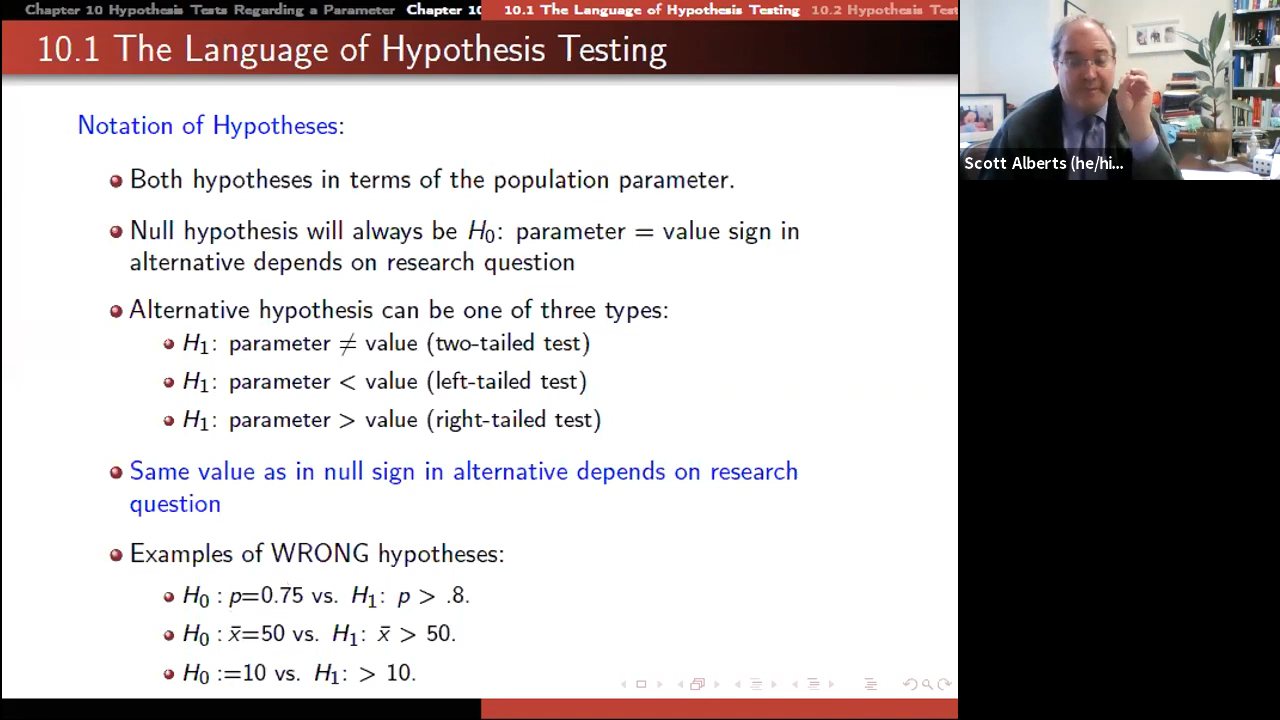 Chapter 10 Hypothesis Tests Regarding a Parameter Chapter 10 10.1 The Language of Hypothesis Testing 10.2 Hypothesis Test
10.1 The Language of Hypothesis Testing
Notation of Hypotheses:
Both hypotheses in terms of the population parameter.
Null hypothesis will always be H₀: parameter = value sign in
alternative depends on research question
Alternative hypothesis can be one of three types:
H₁: parameter ≠ value (two-tailed test)
H₁: parameter < value (left-tailed test)
H₁: parameter > value (right-tailed test)
Same value as in null sign in alternative depends on research
question
Examples of WRONG hypotheses:
H₀ : p=0.75 vs. H₁: p > .8.
H₀ : x̄=50 vs. H₁: x̄ > 50.
H₀ :=10 vs. H₁: > 10.
Scott Alberts (he/hi...